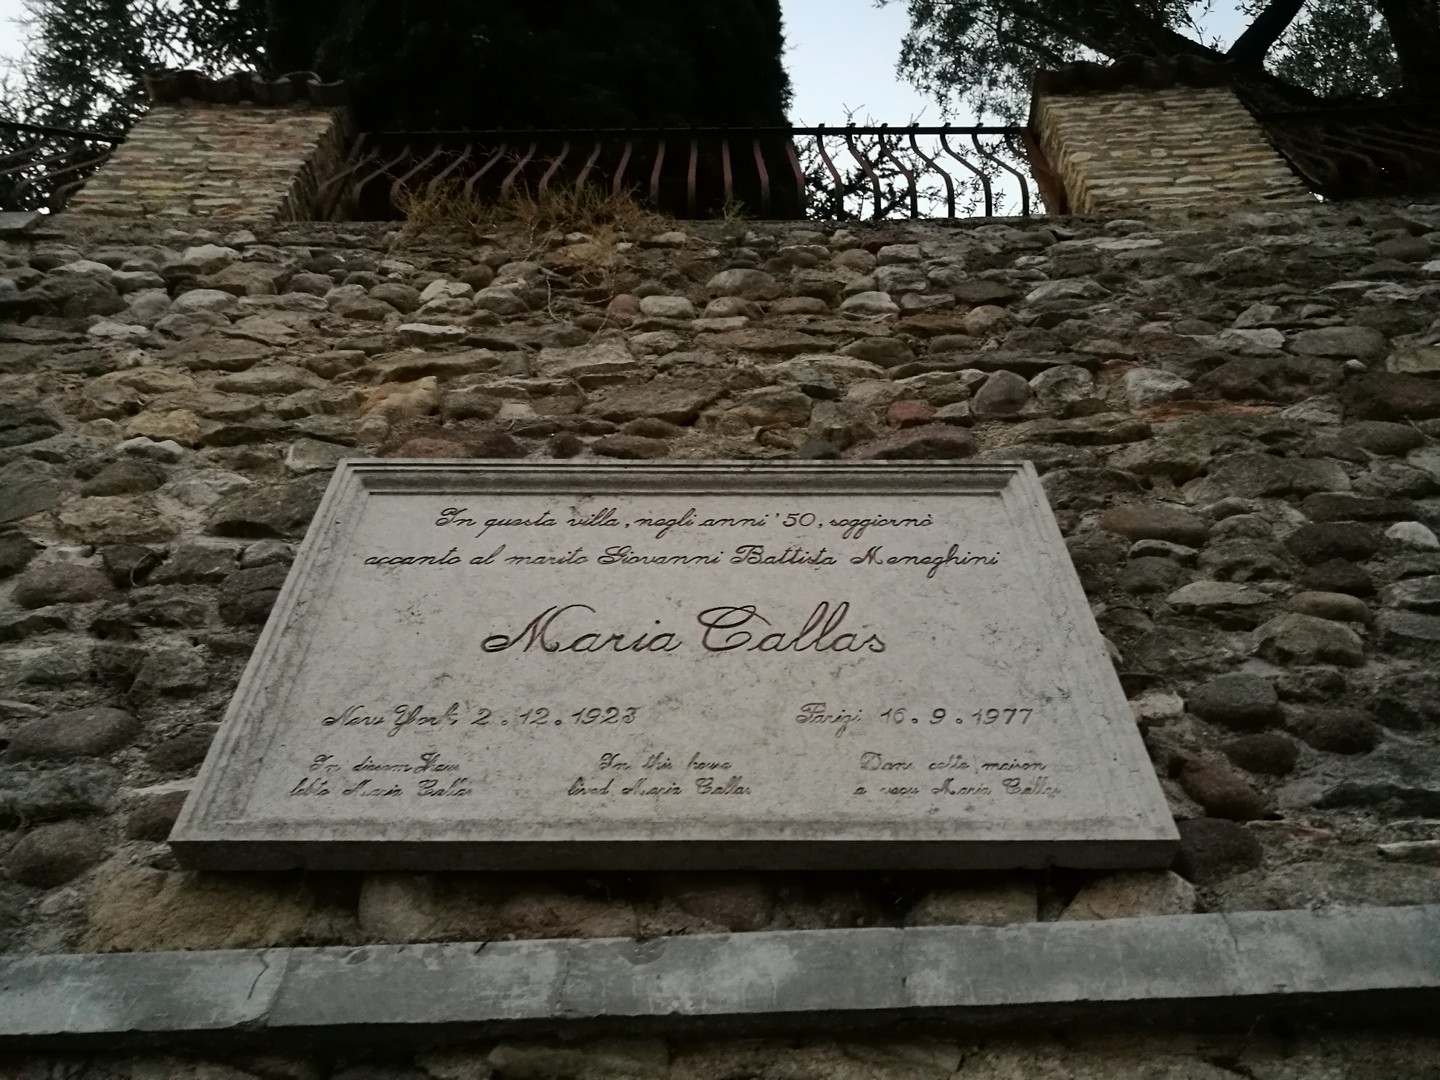 In questa villa, negli anni '50, soggiornò
accanto al marito Giovanni Battista Meneghini
Maria Callas
New York 2.12.1923 Parigi 16.9.1977
In diesem Haus In this house Dans cette maison
lebte Maria Callas lived Maria Callas a vecu Maria Callas